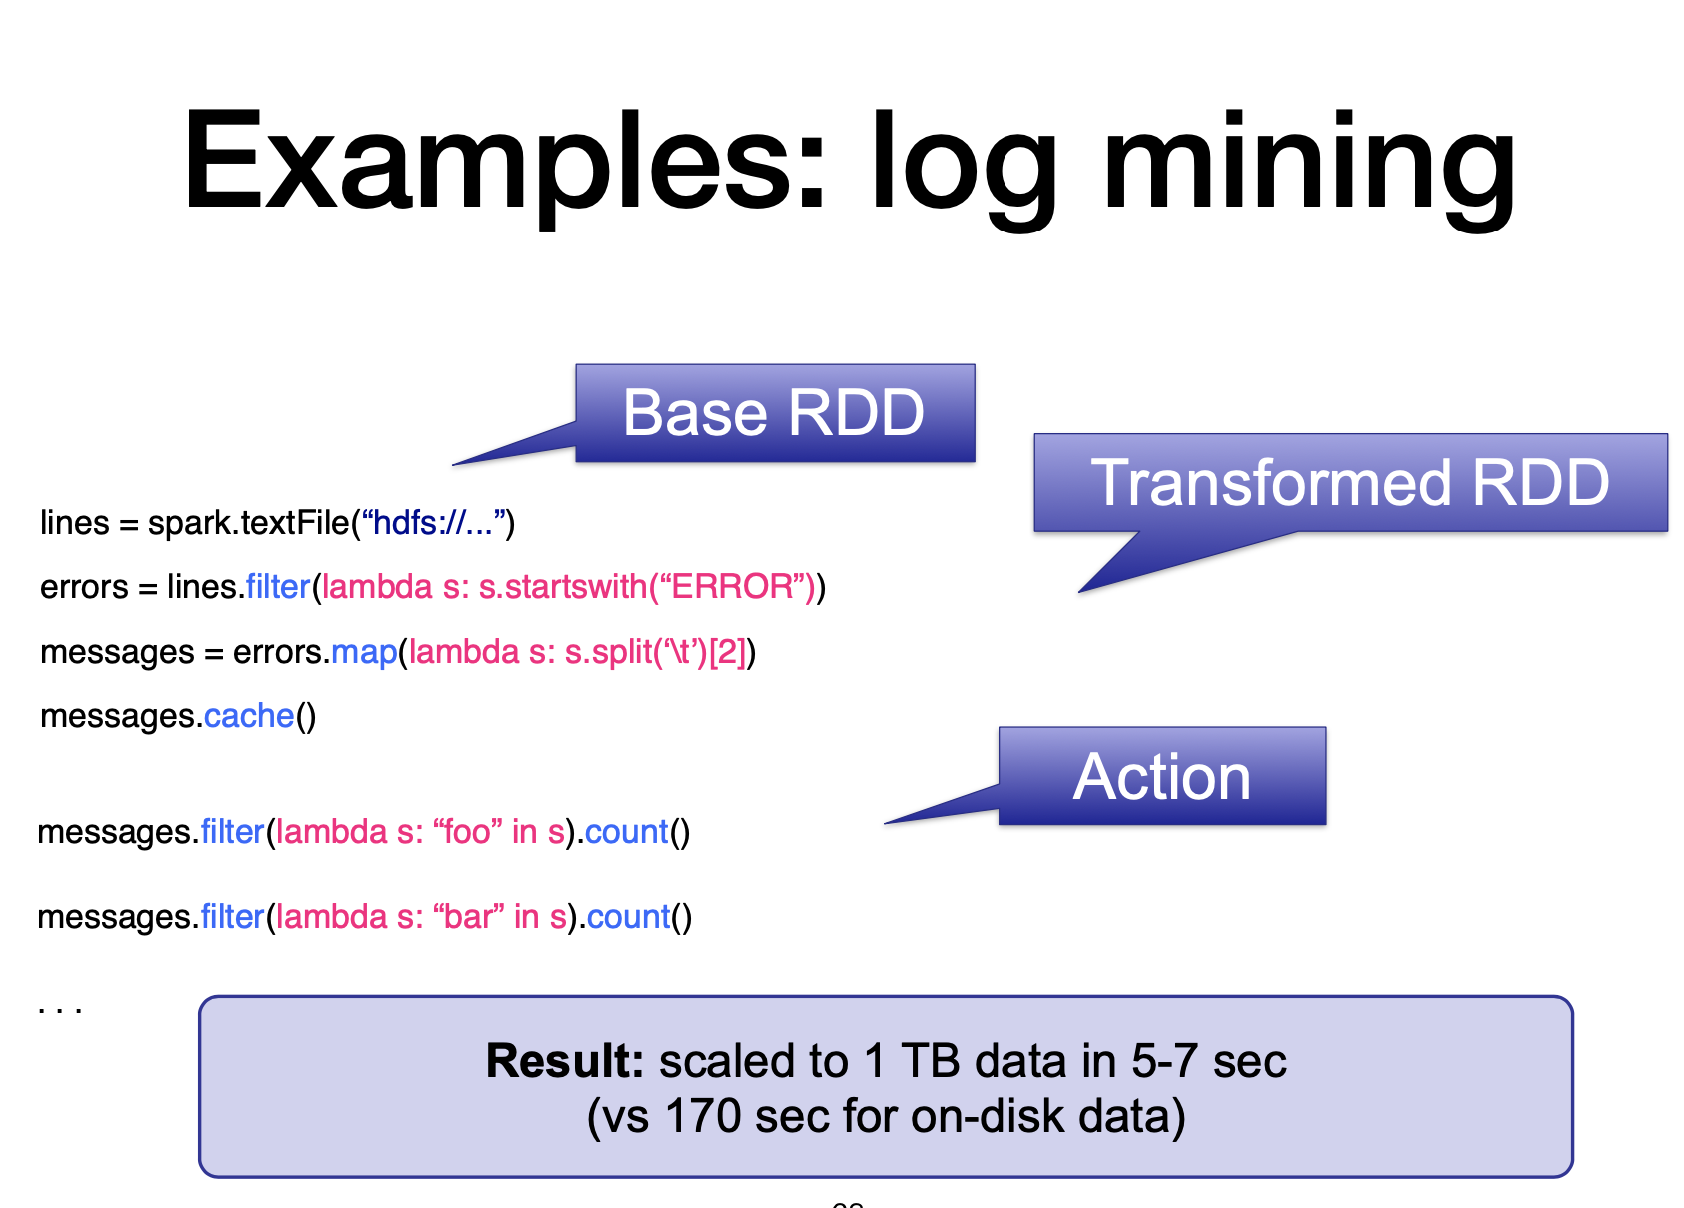 Examples: log mining
Base RDD
Transformed RDD
lines = spark.textFile(“hdfs://...”)
errors = lines.filter(lambda s: s.startswith(“ERROR”))
messages = errors.map(lambda s: s.split(‘\t’)[2])
messages.cache()
Action
messages.filter(lambda s: “foo” in s).count()
messages.filter(lambda s: “bar” in s).count()
. . .
Result: scaled to 1 TB data in 5-7 sec
(vs 170 sec for on-disk data)